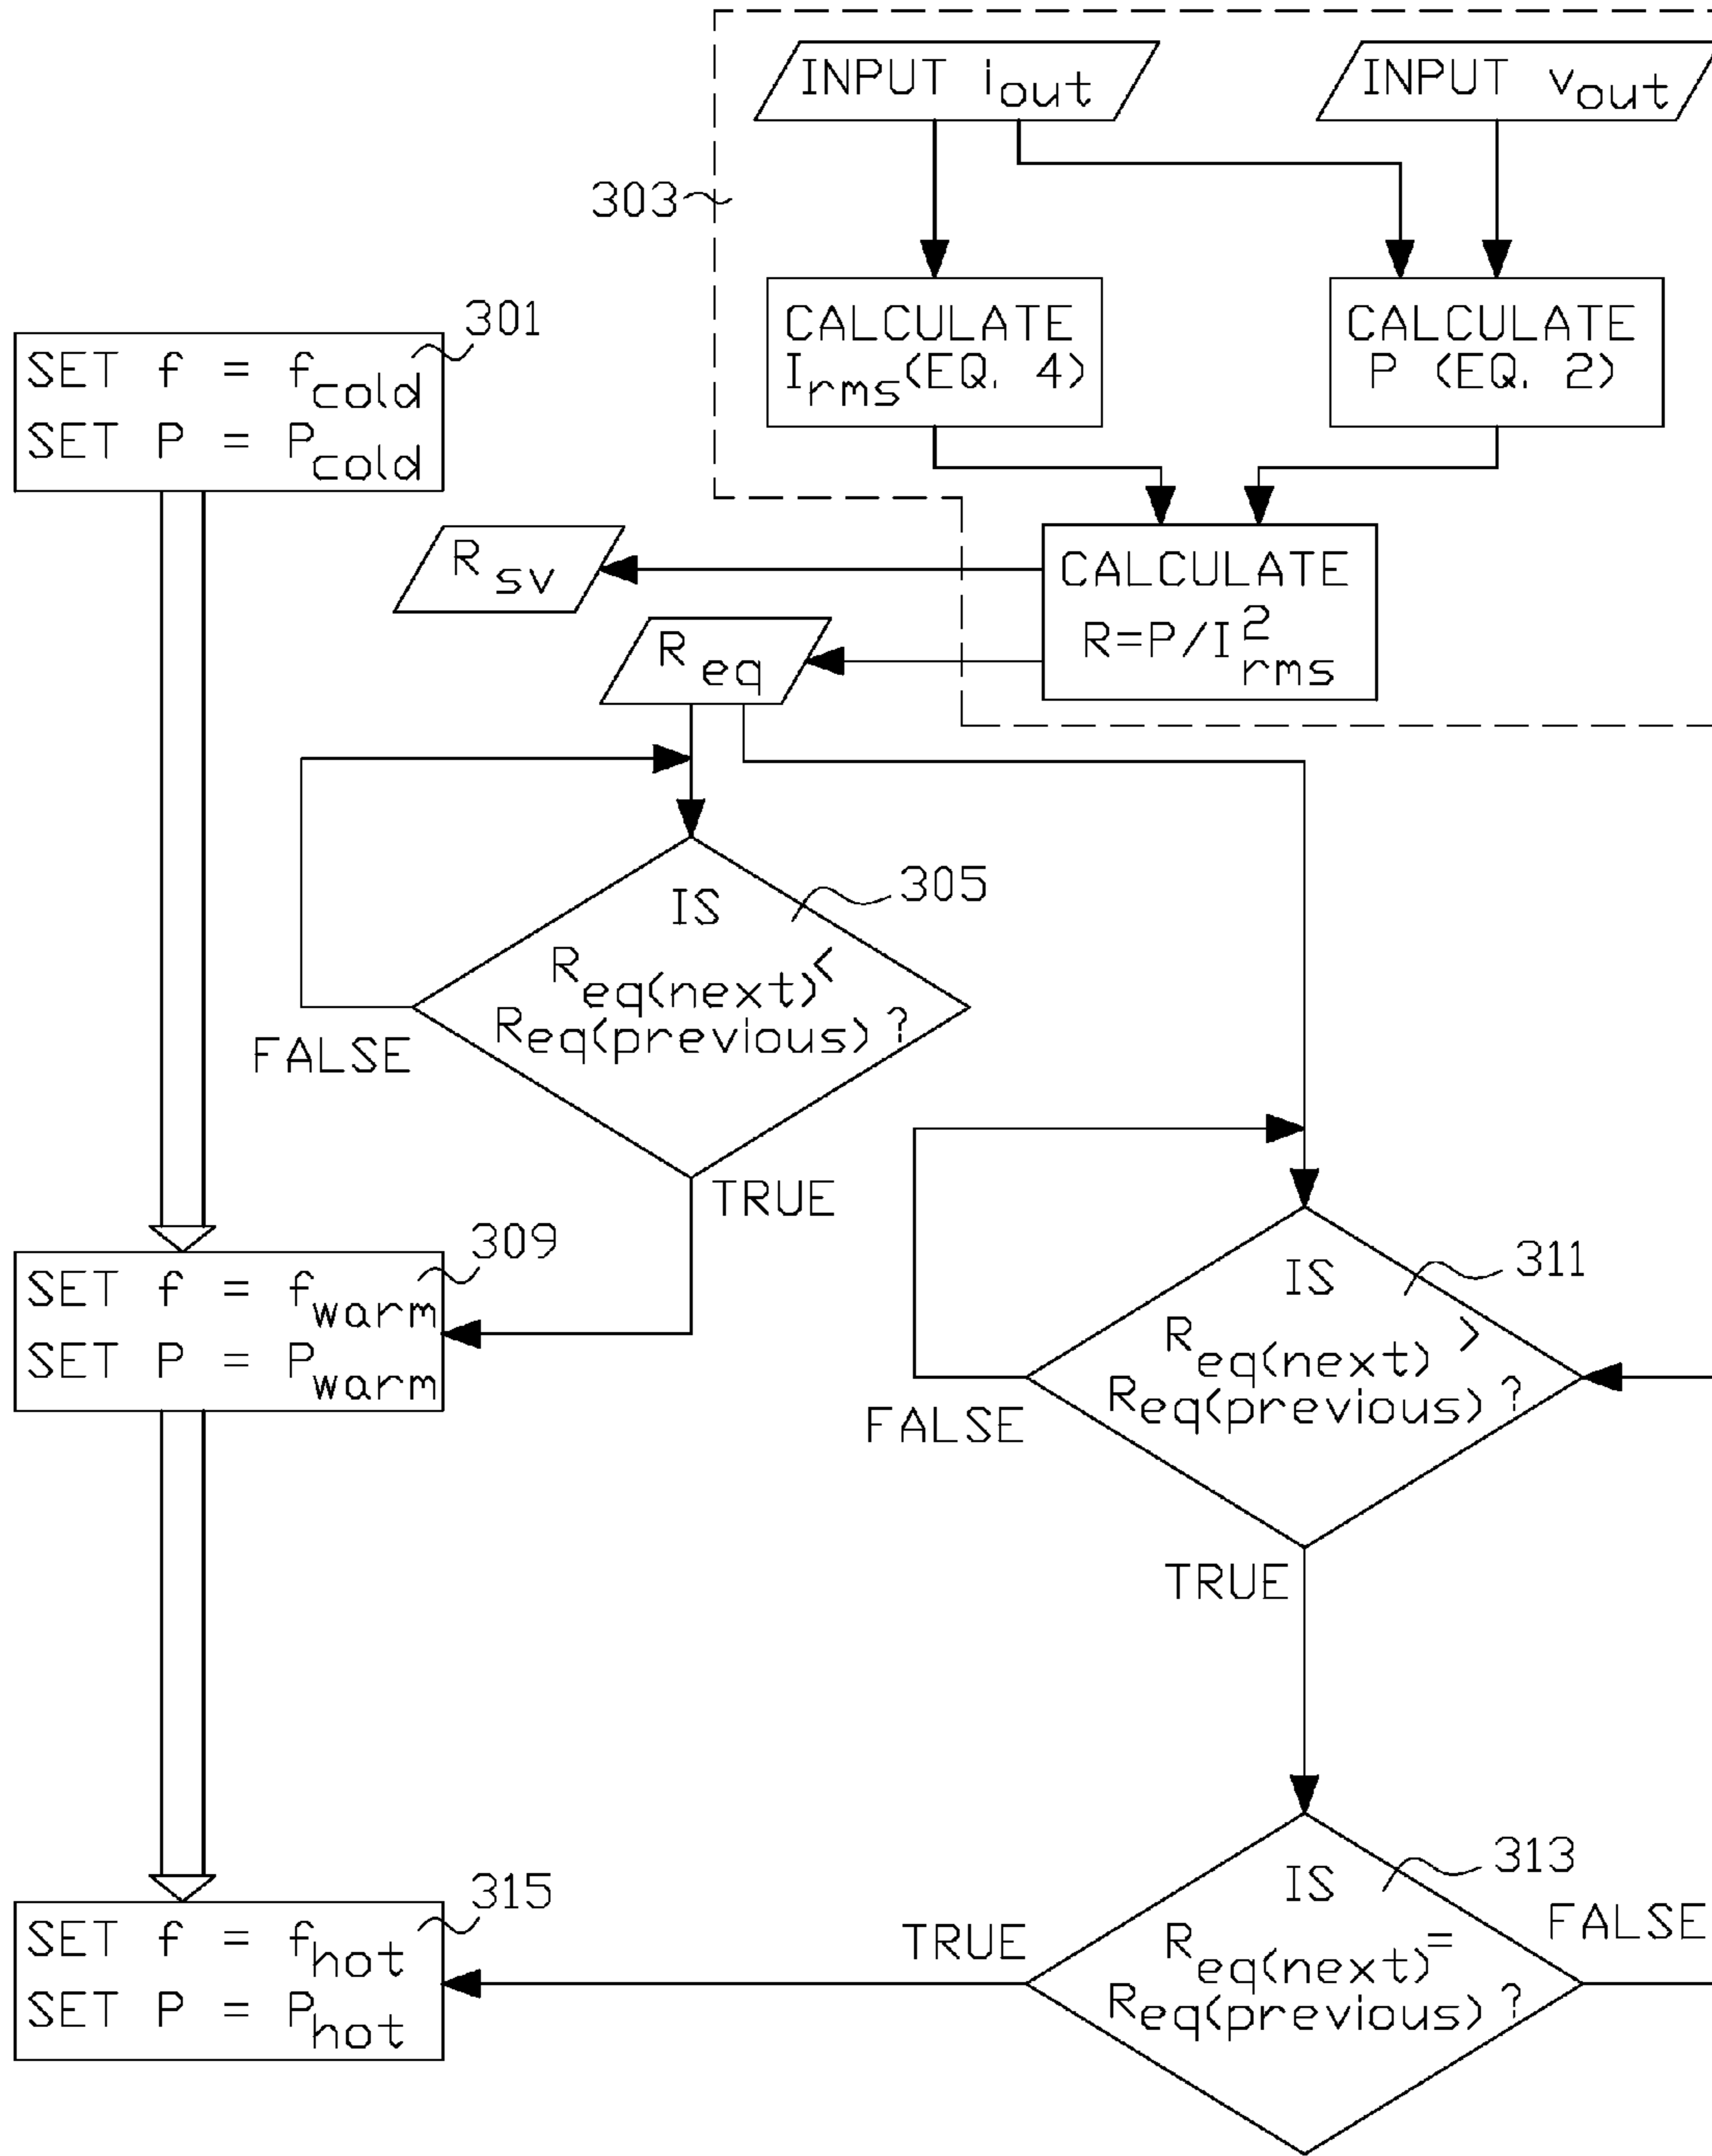 INPUT iout
INPUT vout
303
CALCULATE
Irms(EQ. 4)
CALCULATE
P (EQ. 2)
301
SET f = fcold
SET P = Pcold
Rsv
CALCULATE
R=P/I²rms
Req
305
IS
Req(next)<
Req(previous)?
FALSE
TRUE
309
SET f = fwarm
SET P = Pwarm
311
IS
Req(next) >
Req(previous)?
FALSE
TRUE
313
IS
Req(next)=
Req(previous)?
FALSE
TRUE
315
SET f = fhot
SET P = Phot